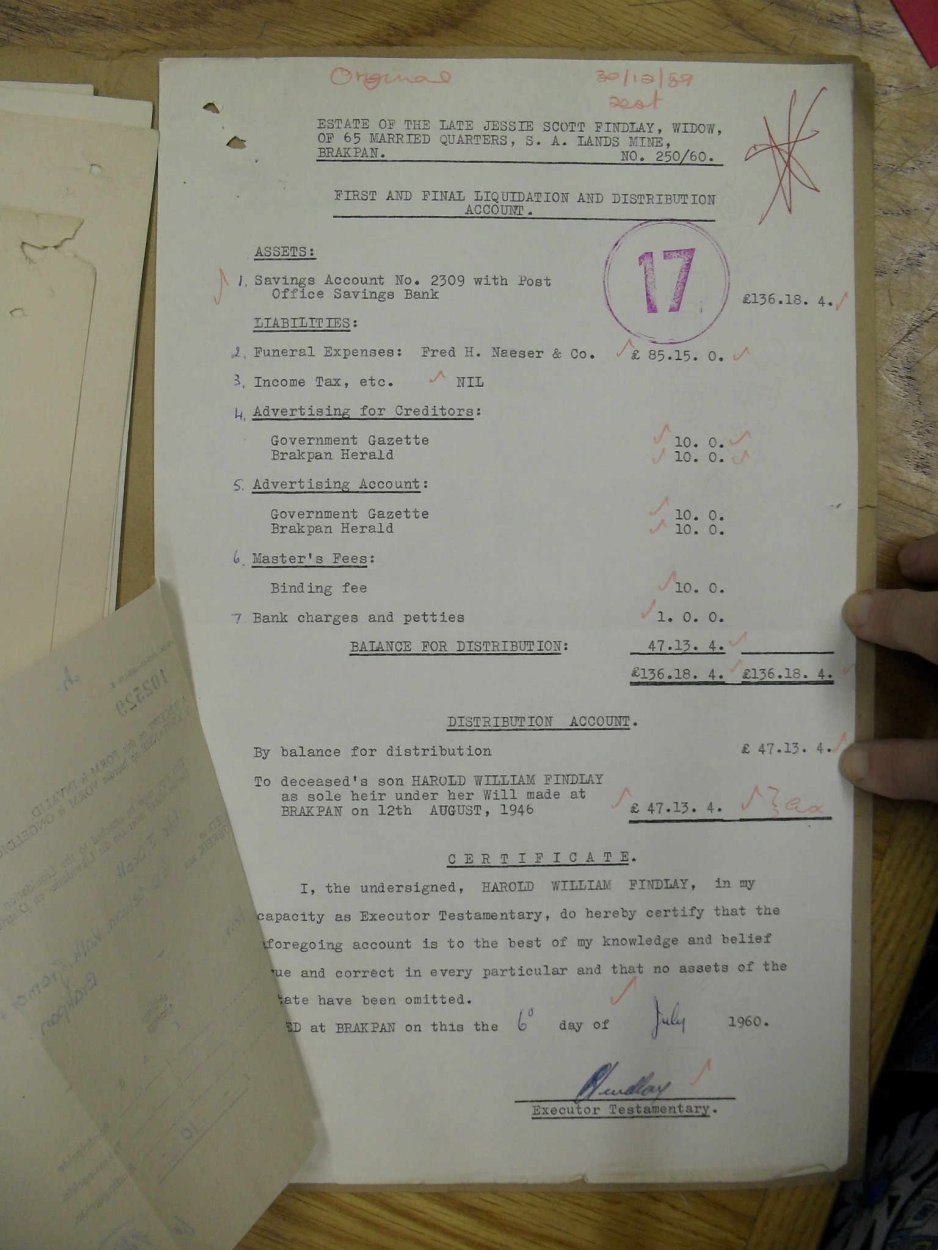 Original 30/12/59
ESTATE OF THE LATE JESSIE SCOTT FINDLAY, WIDOW,
OF 65 MARRIED QUARTERS, S. A. LANDS MINE,
BRAKPAN. NO. 250/60.
FIRST AND FINAL LIQUIDATION AND DISTRIBUTION
ACCOUNT.
17
ASSETS:
1. Savings Account No. 2309 with Post
Office Savings Bank £136.18. 4.
LIABILITIES:
2. Funeral Expenses: Fred H. Naeser & Co. £ 85.15. 0.
3. Income Tax, etc. NIL
4. Advertising for Creditors:
Government Gazette 10. 0.
Brakpan Herald 10. 0.
5. Advertising Account:
Government Gazette 10. 0.
Brakpan Herald 10. 0.
6. Master's Fees:
Binding fee 10. 0.
7 Bank charges and petties 1. 0. 0.
BALANCE FOR DISTRIBUTION: 47.13. 4.
£136.18. 4. £136.18. 4.
DISTRIBUTION ACCOUNT.
By balance for distribution £ 47.13. 4.
To deceased's son HAROLD WILLIAM FINDLAY
as sole heir under her Will made at
BRAKPAN on 12th AUGUST, 1946 £ 47.13. 4.
CERTIFICATE.
I, the undersigned, HAROLD WILLIAM FINDLAY, in my
capacity as Executor Testamentary, do hereby certify that the
foregoing account is to the best of my knowledge and belief
ue and correct in every particular and that no assets of the
tate have been omitted.
ED at BRAKPAN on this the 6° day of July 1960.
HFindlay
Executor Testamentary.
102529